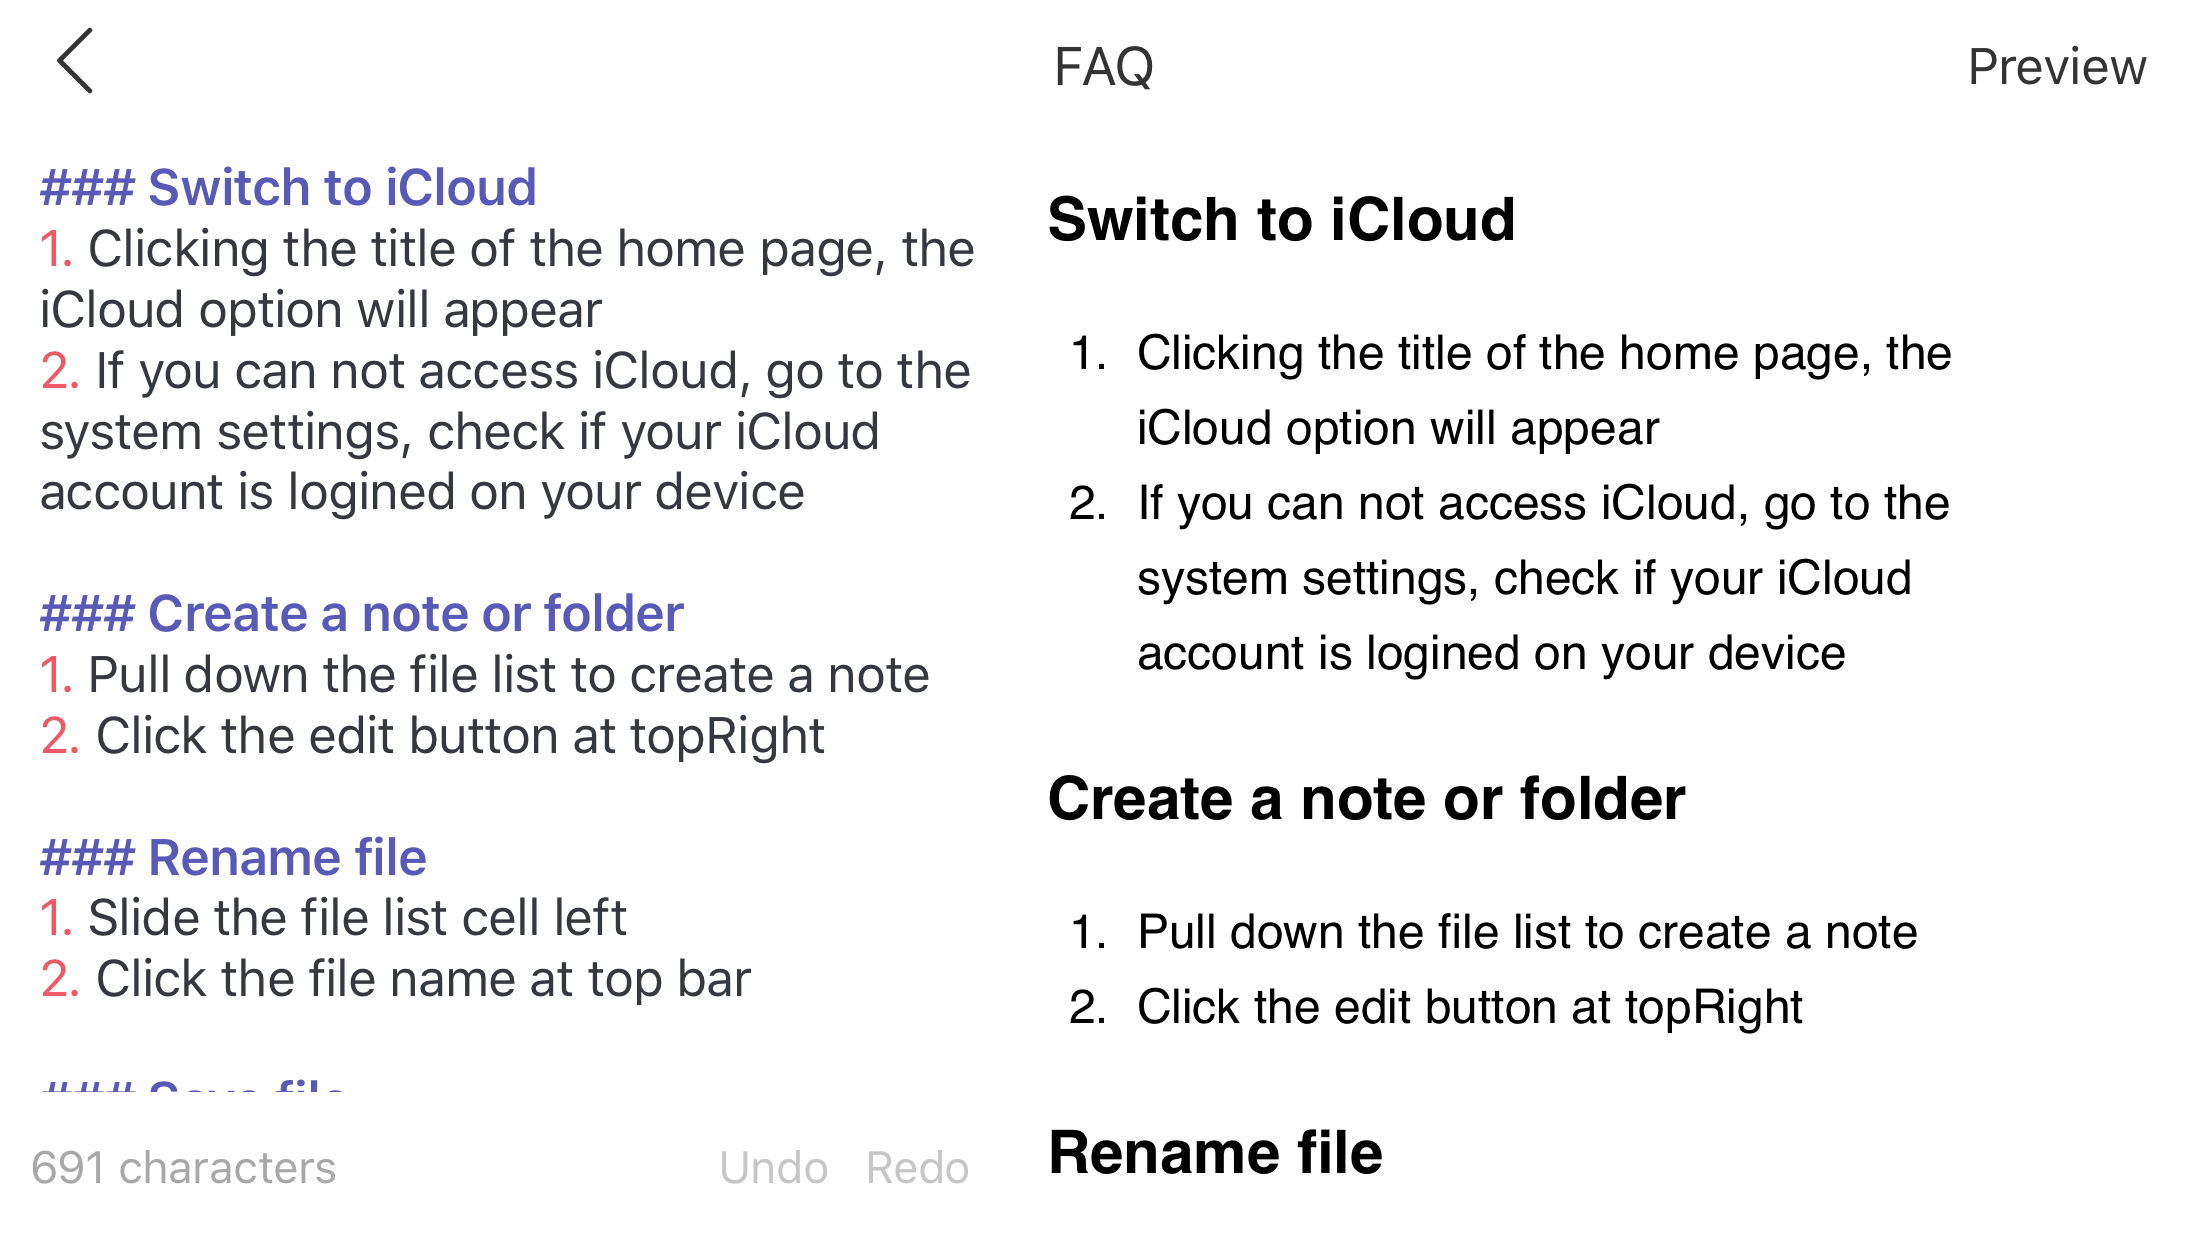 FAQ
Preview
### Switch to iCloud
1. Clicking the title of the home page, the
iCloud option will appear
2. If you can not access iCloud, go to the
system settings, check if your iCloud
account is logined on your device
### Create a note or folder
1. Pull down the file list to create a note
2. Click the edit button at topRight
### Rename file
1. Slide the file list cell left
2. Click the file name at top bar
### Save file
691 characters
Undo Redo
Switch to iCloud
1. Clicking the title of the home page, the
iCloud option will appear
2. If you can not access iCloud, go to the
system settings, check if your iCloud
account is logined on your device
Create a note or folder
1. Pull down the file list to create a note
2. Click the edit button at topRight
Rename file